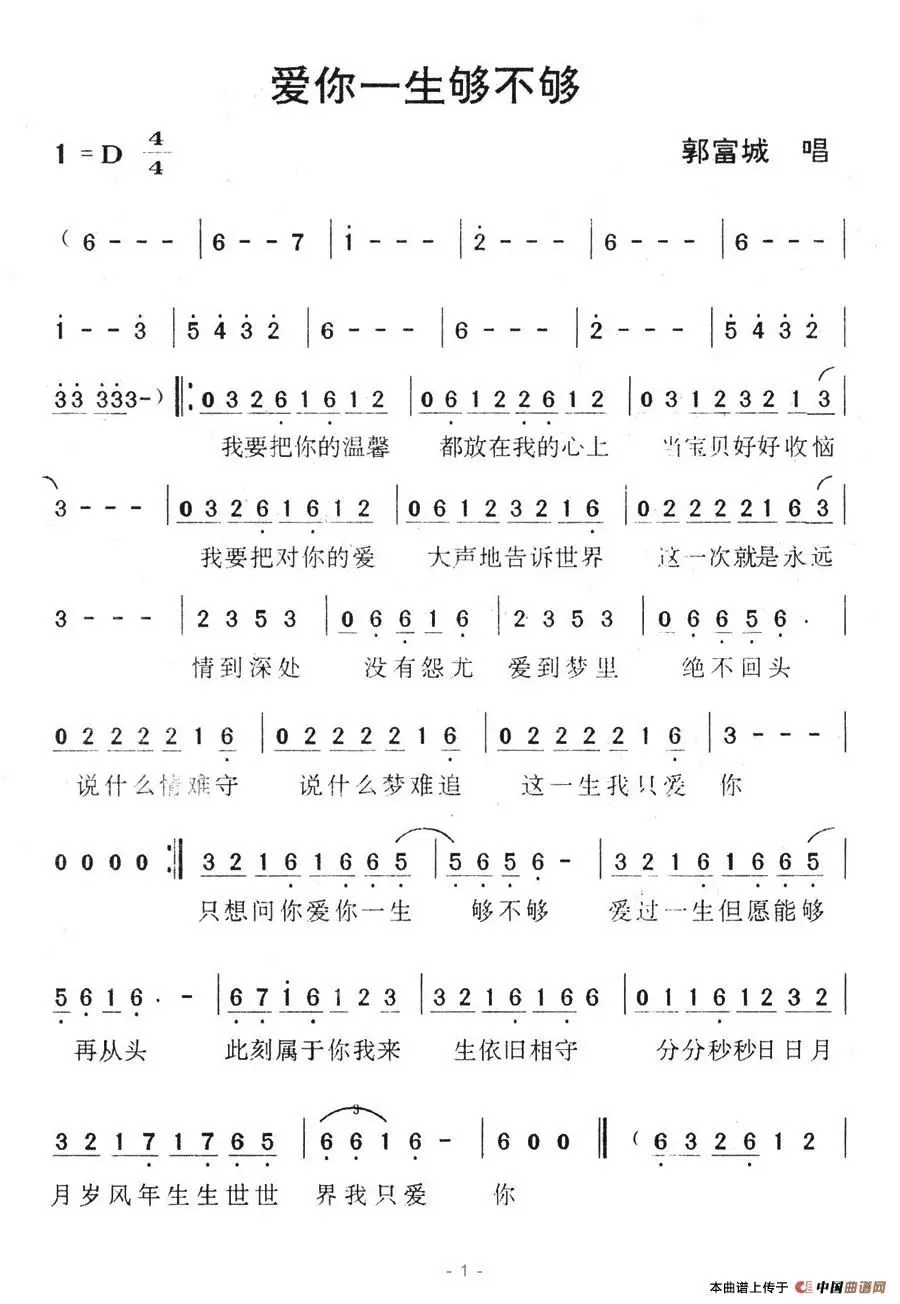 爱你一生够不够
1 = D 4/4 郭富城 唱
( 6 - - - | 6 - - 7 | i - - - | 2 - - - | 6 - - - | 6 - - - |
i - - 3 | 5 4 3 2 | 6 - - - | 6 - - - | 2 - - - | 5 4 3 2 |
33 333 3- ) ‖: 0 3 2 6 1 6 1 2 | 0 6 1 2 2 6 1 2 | 0 3 1 2 3 2 1 3 |
我要把你的温馨 都放在我的心上 当宝贝好好收恼
3 - - - | 0 3 2 6 1 6 1 2 | 0 6 1 2 3 2 1 6 | 0 2 2 2 2 1 6 3 |
我要把对你的爱 大声地告诉世界 这一次就是永远
3 - - - | 2 3 5 3 | 0 6 6 1 6 | 2 3 5 3 | 0 6 6 5 6 · |
情到深处 没有怨尤 爱到梦里 绝不回头
0 2 2 2 2 1 6 | 0 2 2 2 2 1 6 | 0 2 2 2 2 1 6 | 3 - - - |
说什么情难守 说什么梦难追 这一生我只爱 你
0 0 0 0 :‖ 3 2 1 6 1 6 6 5 | 5 6 5 6 - | 3 2 1 6 1 6 6 5 |
只想问你爱你一生 够不够 爱过一生但愿能够
5 6 1 6 · - | 6 7 i 6 1 2 3 | 3 2 1 6 1 6 6 | 0 1 1 6 1 2 3 2 |
再从头 此刻属于你我来 生依旧相守 分分秒秒日日月
3 2 1 7 1 7 6 5 | 3 6 6 1 6 - | 6 0 0 ‖ ( 6 3 2 6 1 2 |
月岁风年生生世世 界我只爱 你
- 1 -
本曲谱上传于 中国曲谱网